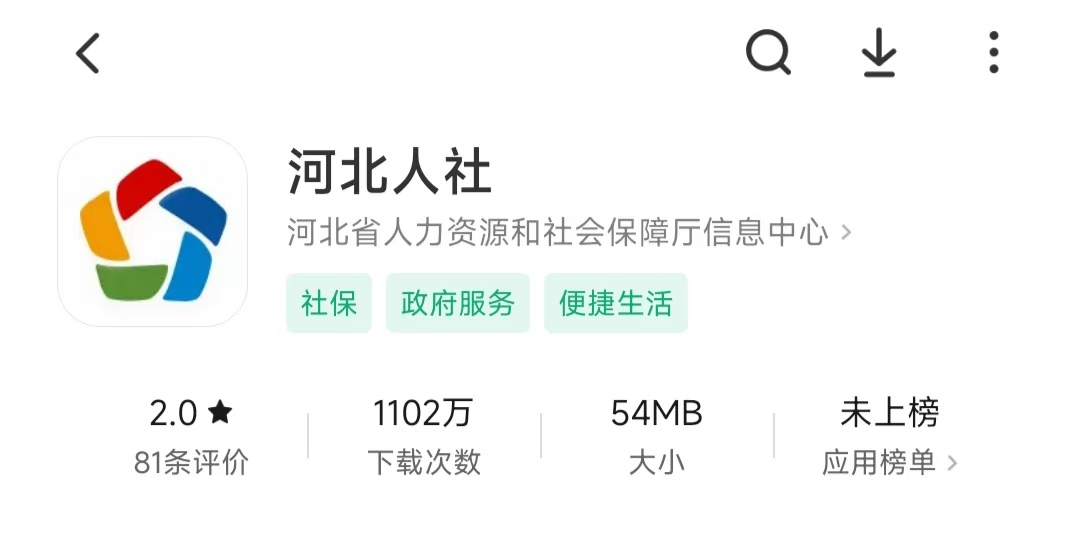 河北人社
河北省人力资源和社会保障厅信息中心
社保 政府服务 便捷生活
2.0 ★ 1102万 54MB 未上榜
81条评价 下载次数 大小 应用榜单